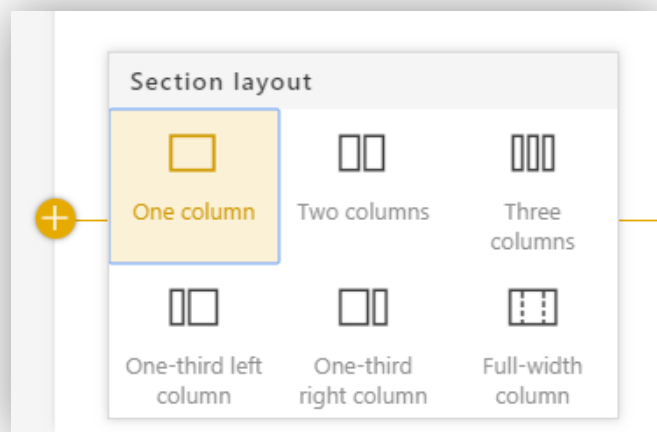 Section layout
One column
Two columns
Three
columns
One-third left
column
One-third
right column
Full-width
column